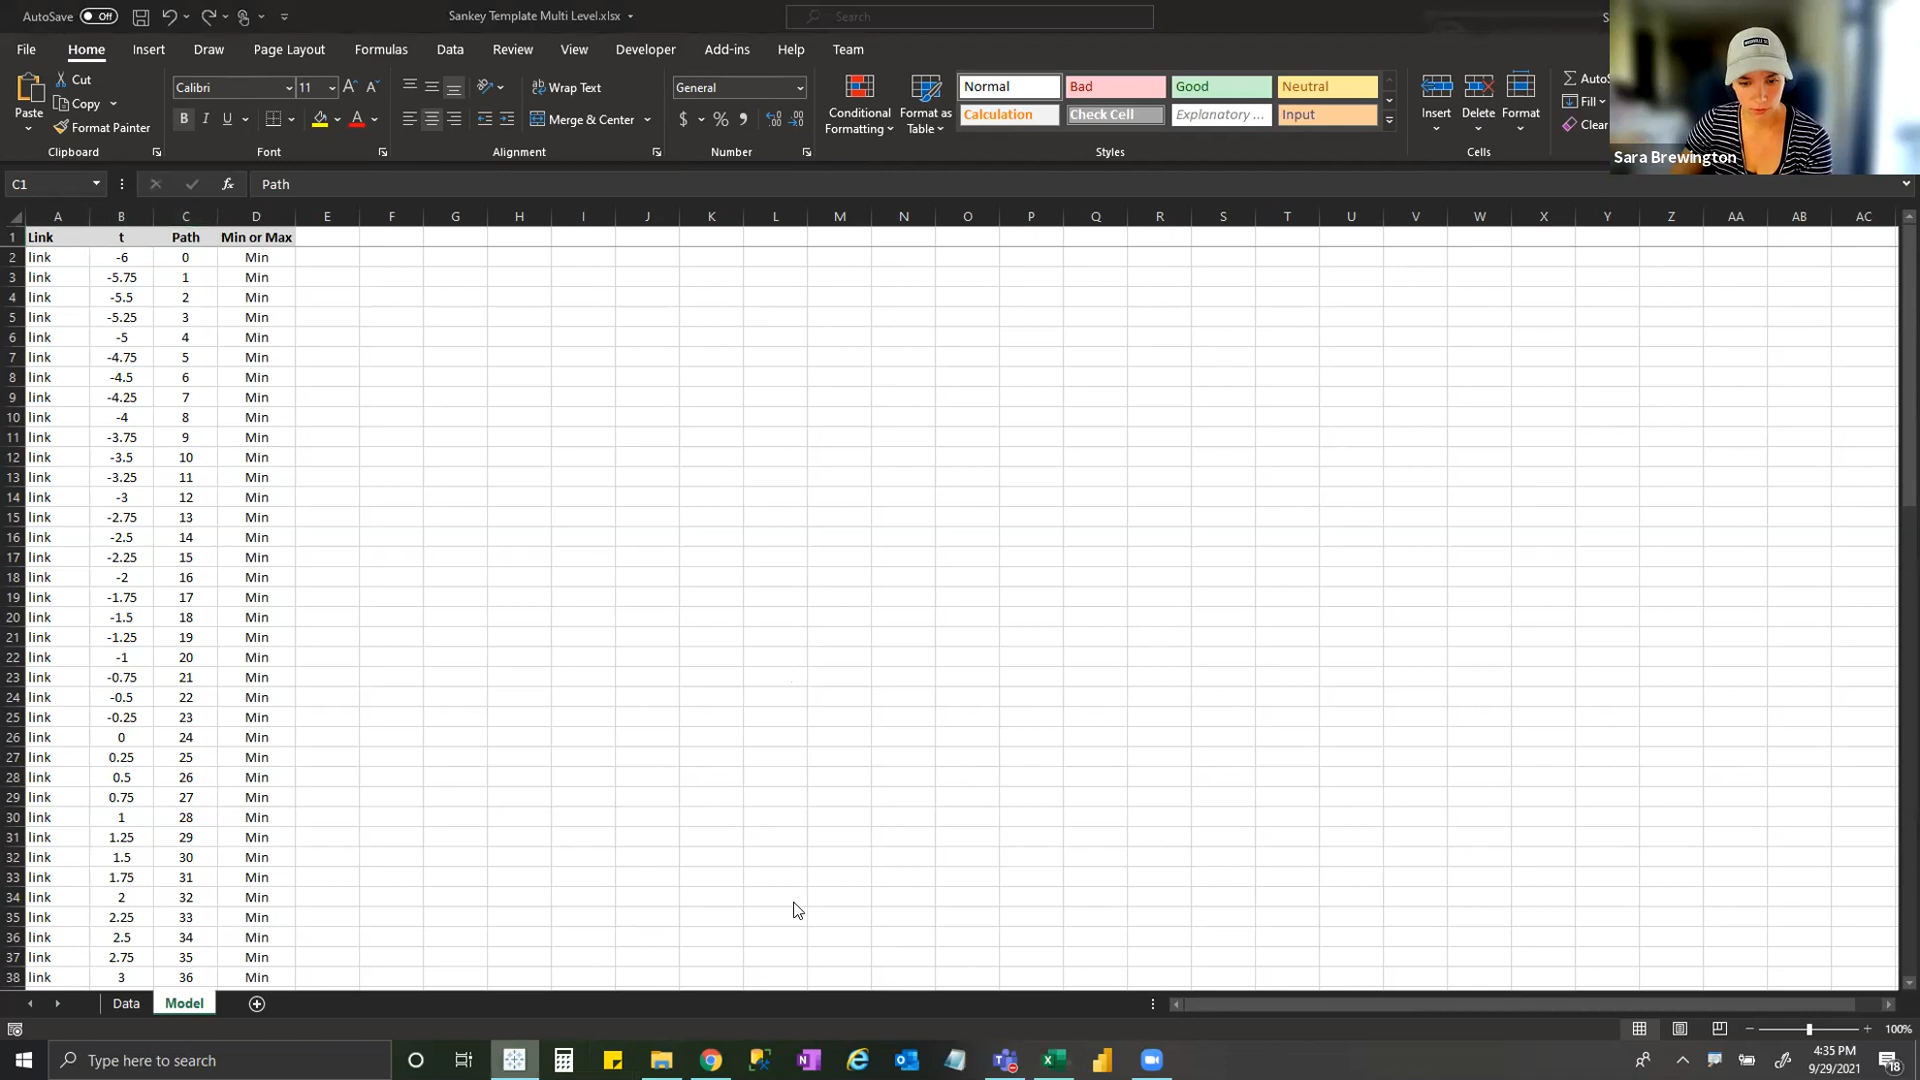 AutoSave Off Sankey Template Multi Level.xlsx Search
File Home Insert Draw Page Layout Formulas Data Review View Developer Add-ins Help Team
Paste Cut Copy Format Painter Clipboard
Calibri 11 B I U A A A Font
Wrap Text Merge & Center Alignment
General $ % Number
Conditional Formatting Format as Table
Normal Bad Good Neutral
Calculation Check Cell Explanatory ... Input
Styles
Insert Delete Format Cells
Fill Clear
Sara Brewington
C1 fx Path
A B C D E F G H I J K L M N O P Q R S T U V W X Y Z AA AB AC
1 Link t Path Min or Max
2 link -6 0 Min
3 link -5.75 1 Min
4 link -5.5 2 Min
5 link -5.25 3 Min
6 link -5 4 Min
7 link -4.75 5 Min
8 link -4.5 6 Min
9 link -4.25 7 Min
10 link -4 8 Min
11 link -3.75 9 Min
12 link -3.5 10 Min
13 link -3.25 11 Min
14 link -3 12 Min
15 link -2.75 13 Min
16 link -2.5 14 Min
17 link -2.25 15 Min
18 link -2 16 Min
19 link -1.75 17 Min
20 link -1.5 18 Min
21 link -1.25 19 Min
22 link -1 20 Min
23 link -0.75 21 Min
24 link -0.5 22 Min
25 link -0.25 23 Min
26 link 0 24 Min
27 link 0.25 25 Min
28 link 0.5 26 Min
29 link 0.75 27 Min
30 link 1 28 Min
31 link 1.25 29 Min
32 link 1.5 30 Min
33 link 1.75 31 Min
34 link 2 32 Min
35 link 2.25 33 Min
36 link 2.5 34 Min
37 link 2.75 35 Min
38 link 3 36 Min
Data Model
100%
Type here to search
4:35 PM
9/29/2021
18